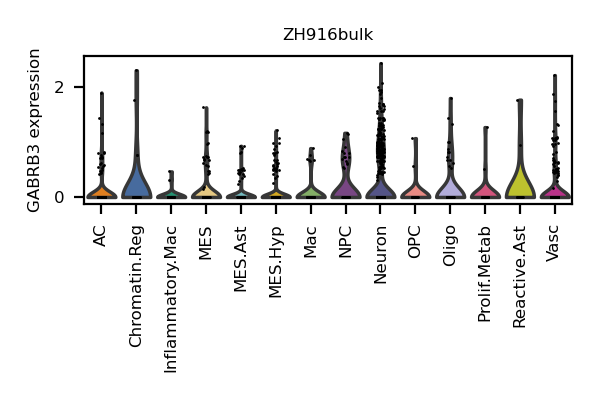 ZH916bulk
GABRB3 expression
2
0
AC
Chromatin.Reg
Inflammatory.Mac
MES
MES.Ast
MES.Hyp
Mac
NPC
Neuron
OPC
Oligo
Prolif.Metab
Reactive.Ast
Vasc